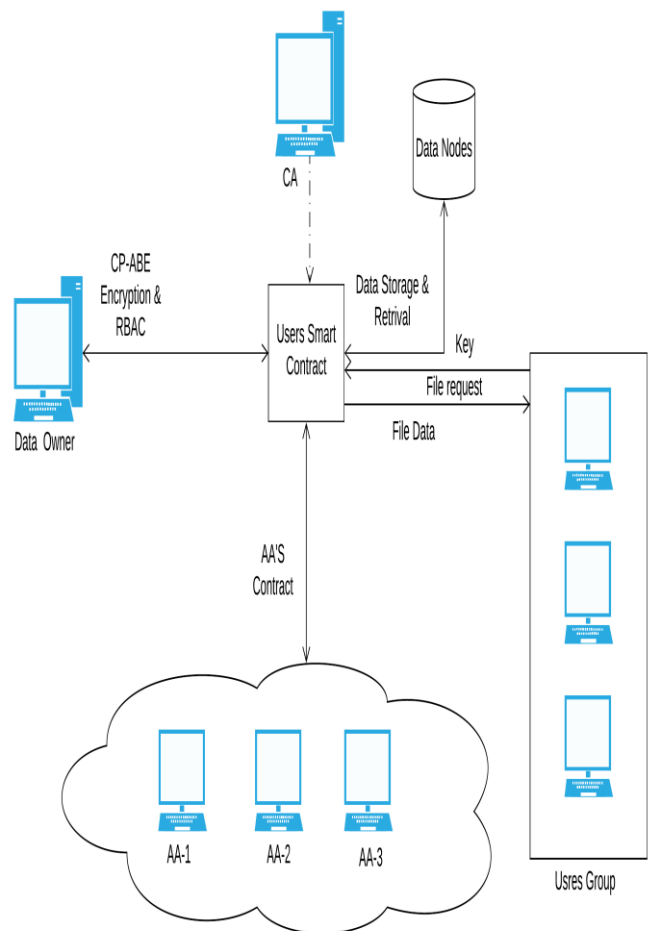 CA
Data Nodes
CP-ABE
Encryption &
RBAC
Data Owner
Users Smart
Contract
Data Storage &
Retrival
Key
File request
File Data
AA'S
Contract
AA-1
AA-2
AA-3
Usres Group